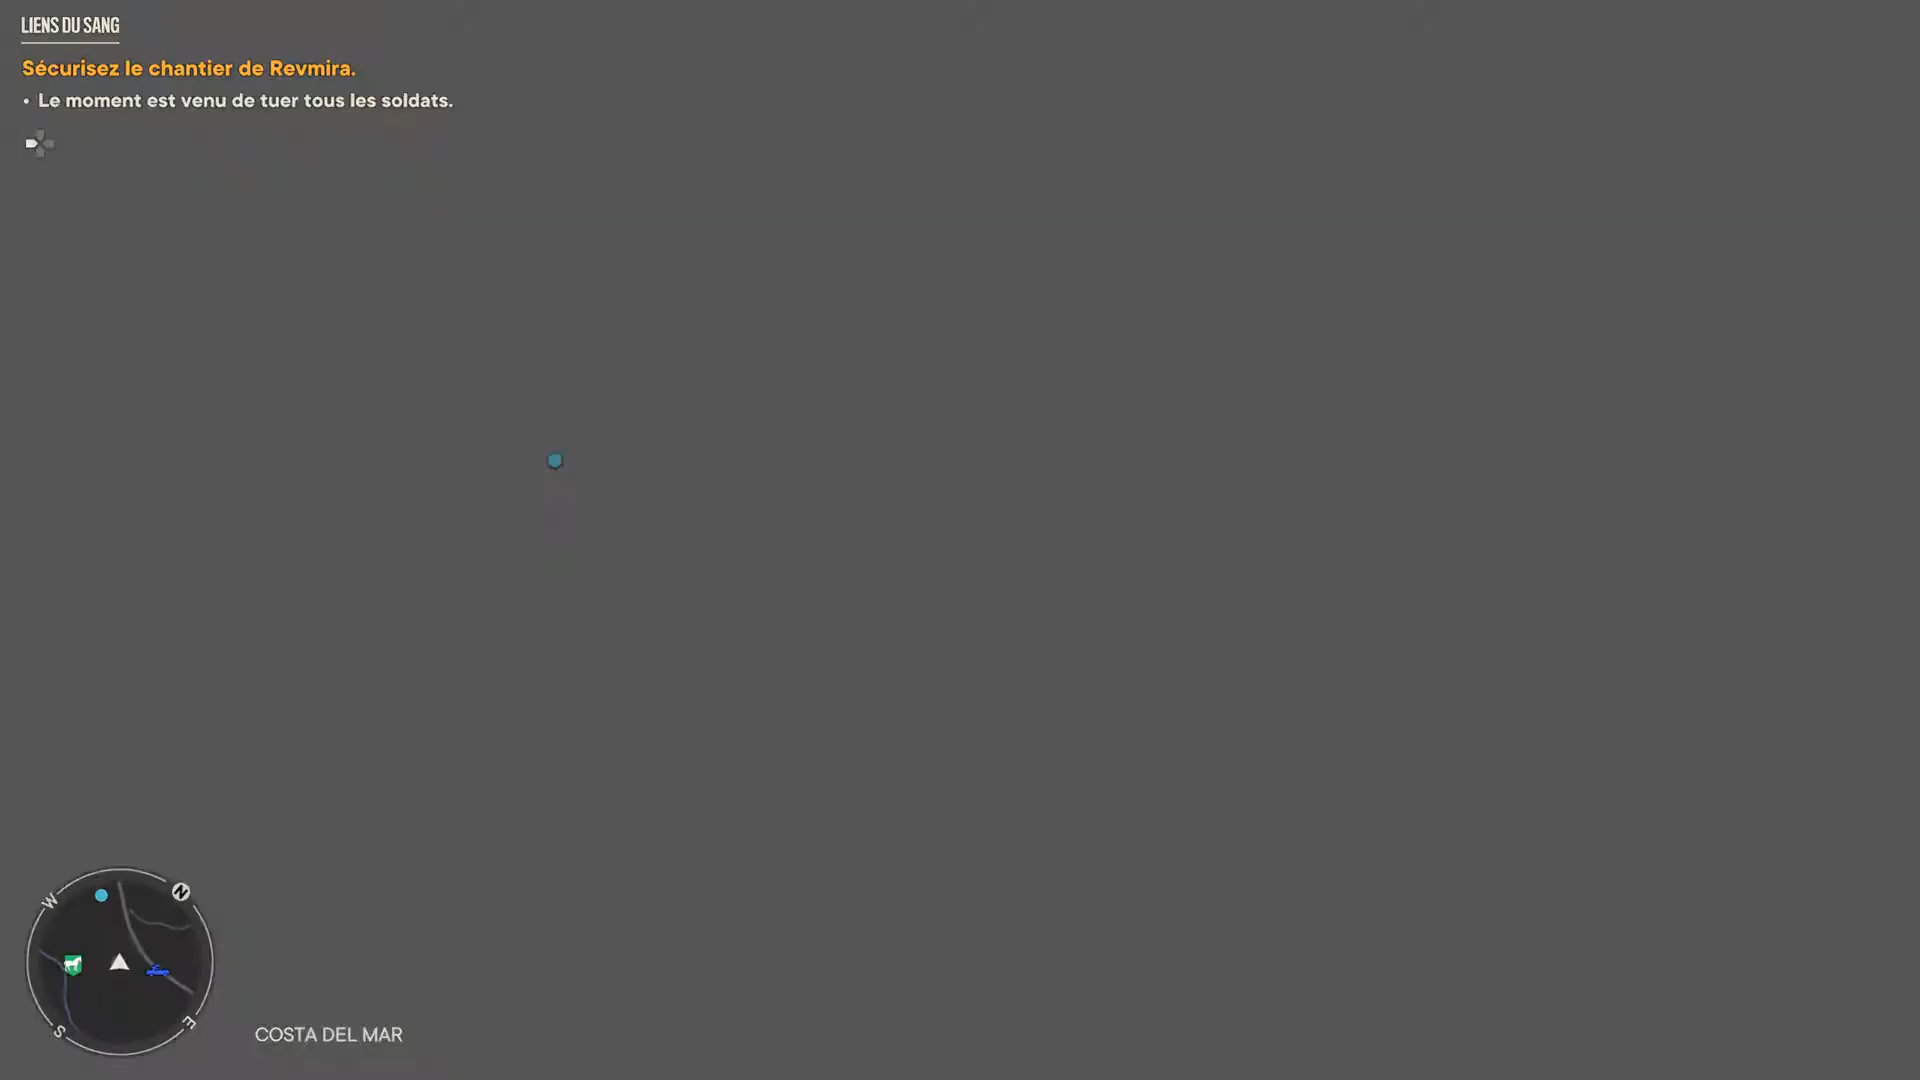 LIENS DU SANG
Sécurisez le chantier de Revmira.
• Le moment est venu de tuer tous les soldats.
W
N
S
E
COSTA DEL MAR